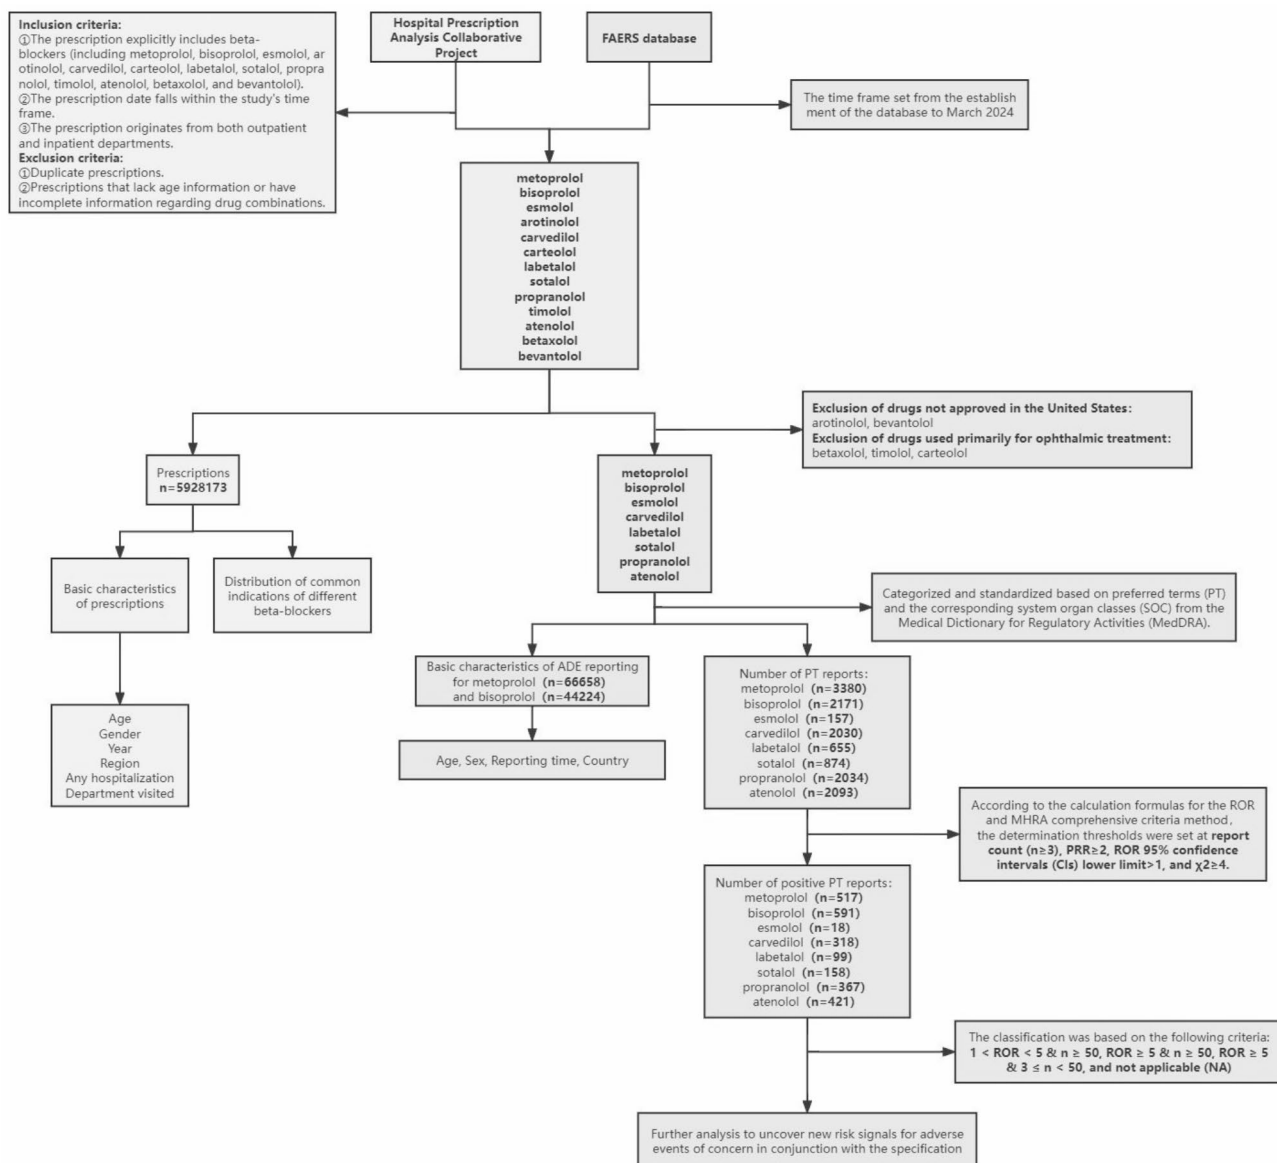 Inclusion criteria:
①The prescription explicitly includes beta-
blockers (including metoprolol, bisoprolol, esmolol, ar
otinolol, carvedilol, carteolol, labetalol, sotalol, propra
nolol, timolol, atenolol, betaxolol, and bevantolol).
②The prescription date falls within the study's time
frame.
③The prescription originates from both outpatient
and inpatient departments.
Exclusion criteria:
①Duplicate prescriptions.
②Prescriptions that lack age information or have
incomplete information regarding drug combinations.
Hospital Prescription
Analysis Collaborative
Project
FAERS database
The time frame set from the establish
ment of the database to March 2024
metoprolol
bisoprolol
esmolol
arotinolol
carvedilol
carteolol
labetalol
sotalol
propranolol
timolol
atenolol
betaxolol
bevantolol
Exclusion of drugs not approved in the United States:
arotinolol, bevantolol
Exclusion of drugs used primarily for ophthalmic treatment:
betaxolol, timolol, carteolol
Prescriptions
n=5928173
metoprolol
bisoprolol
esmolol
carvedilol
labetalol
sotalol
propranolol
atenolol
Basic characteristics
of prescriptions
Distribution of common
indications of different
beta-blockers
Categorized and standardized based on preferred terms (PT)
and the corresponding system organ classes (SOC) from the
Medical Dictionary for Regulatory Activities (MedDRA).
Basic characteristics of ADE reporting
for metoprolol (n=66658)
and bisoprolol (n=44224)
Number of PT reports:
metoprolol (n=3380)
bisoprolol (n=2171)
esmolol (n=157)
carvedilol (n=2030)
labetalol (n=655)
sotalol (n=874)
propranolol (n=2034)
atenolol (n=2093)
Age
Gender
Year
Region
Any hospitalization
Department visited
Age, Sex, Reporting time, Country
According to the calculation formulas for the ROR
and MHRA comprehensive criteria method,
the determination thresholds were set at report
count (n≥3), PRR≥2, ROR 95% confidence
intervals (CIs) lower limit>1, and χ2≥4.
Number of positive PT reports:
metoprolol (n=517)
bisoprolol (n=591)
esmolol (n=18)
carvedilol (n=318)
labetalol (n=99)
sotalol (n=158)
propranolol (n=367)
atenolol (n=421)
The classification was based on the following criteria:
1 < ROR < 5 & n ≥ 50, ROR ≥ 5 & n ≥ 50, ROR ≥ 5
& 3 ≤ n < 50, and not applicable (NA)
Further analysis to uncover new risk signals for adverse
events of concern in conjunction with the specification